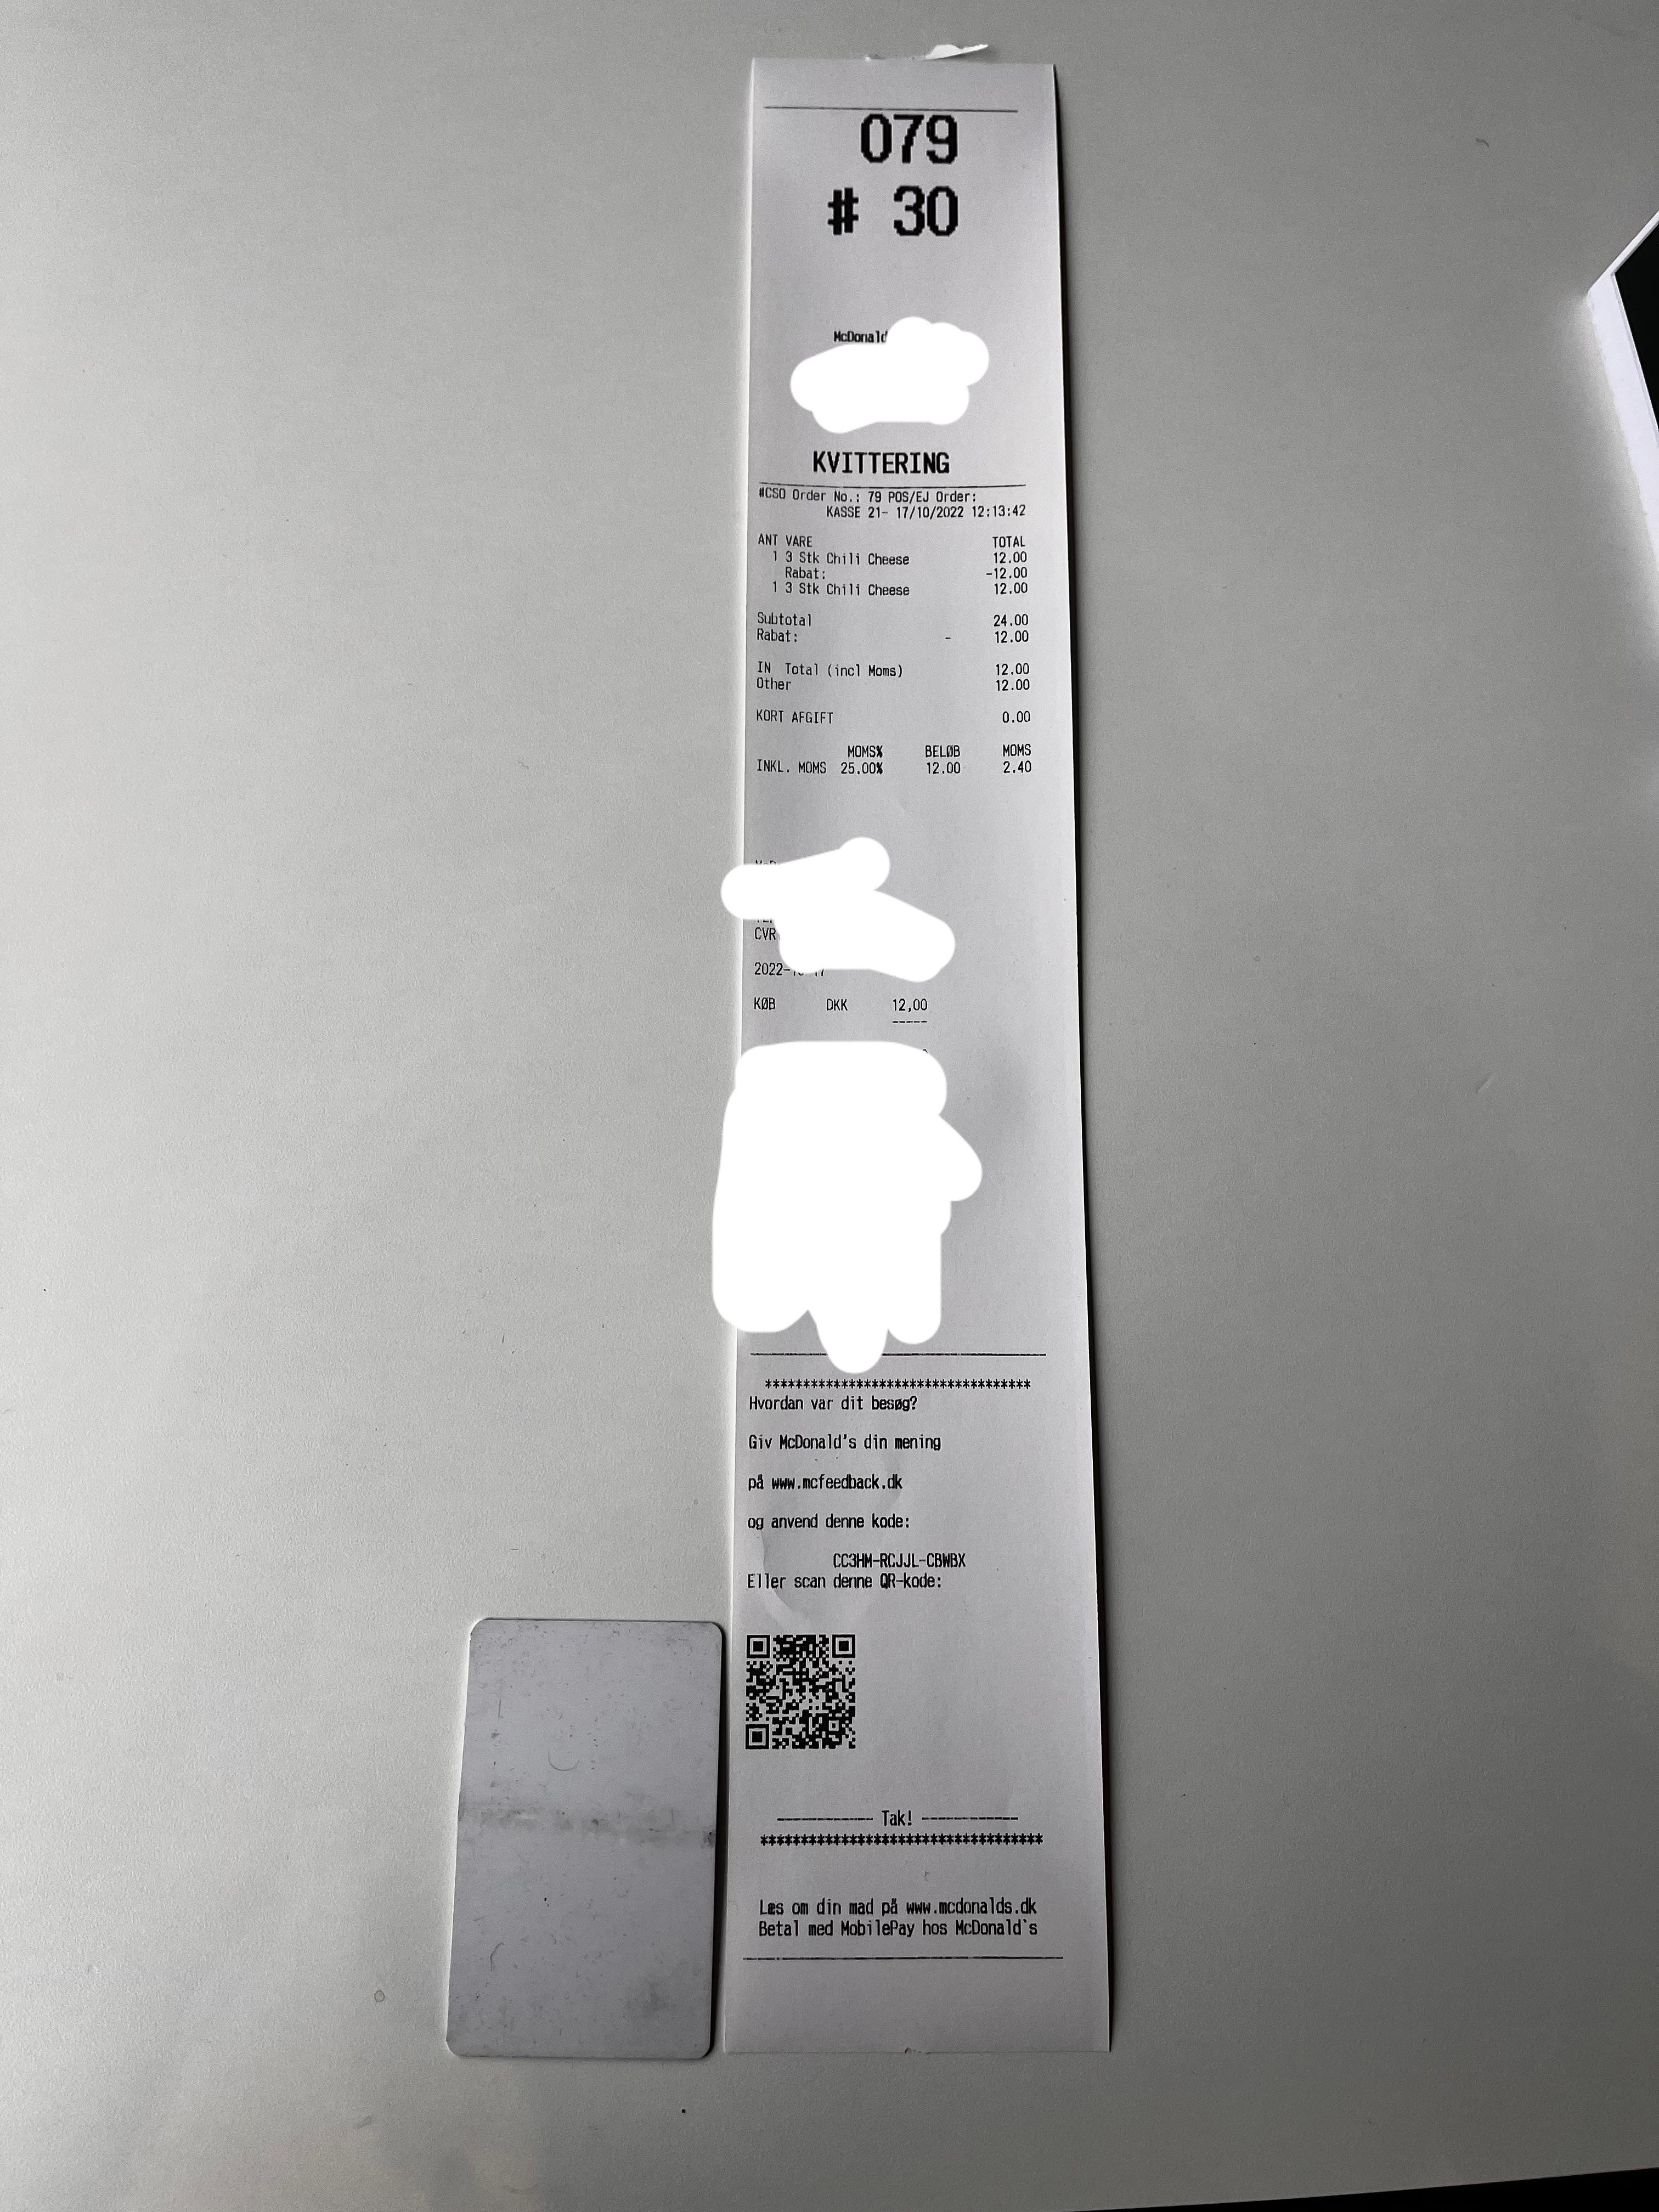 079
# 30
McDonald
KVITTERING
#CSO Order No.: 79 POS/EJ Order:
KASSE 21- 17/10/2022 12:13:42
ANT VARE TOTAL
1 3 Stk Chili Cheese 12.00
Rabat: -12.00
1 3 Stk Chili Cheese 12.00
Subtotal 24.00
Rabat: - 12.00
IN Total (incl Moms) 12.00
Other 12.00
KORT AFGIFT 0.00
MOMS% BELØB MOMS
INKL. MOMS 25.00% 12.00 2.40
CVR
2022-
KØB DKK 12,00
-----
*********************************
Hvordan var dit besøg?
Giv McDonald's din mening
på www.mcfeedback.dk
og anvend denne kode:
CC3HM-RCJJL-CBWBX
Eller scan denne QR-kode:
------------ Tak! ------------
***********************************
Læs om din mad på www.mcdonalds.dk
Betal med MobilePay hos McDonald`s